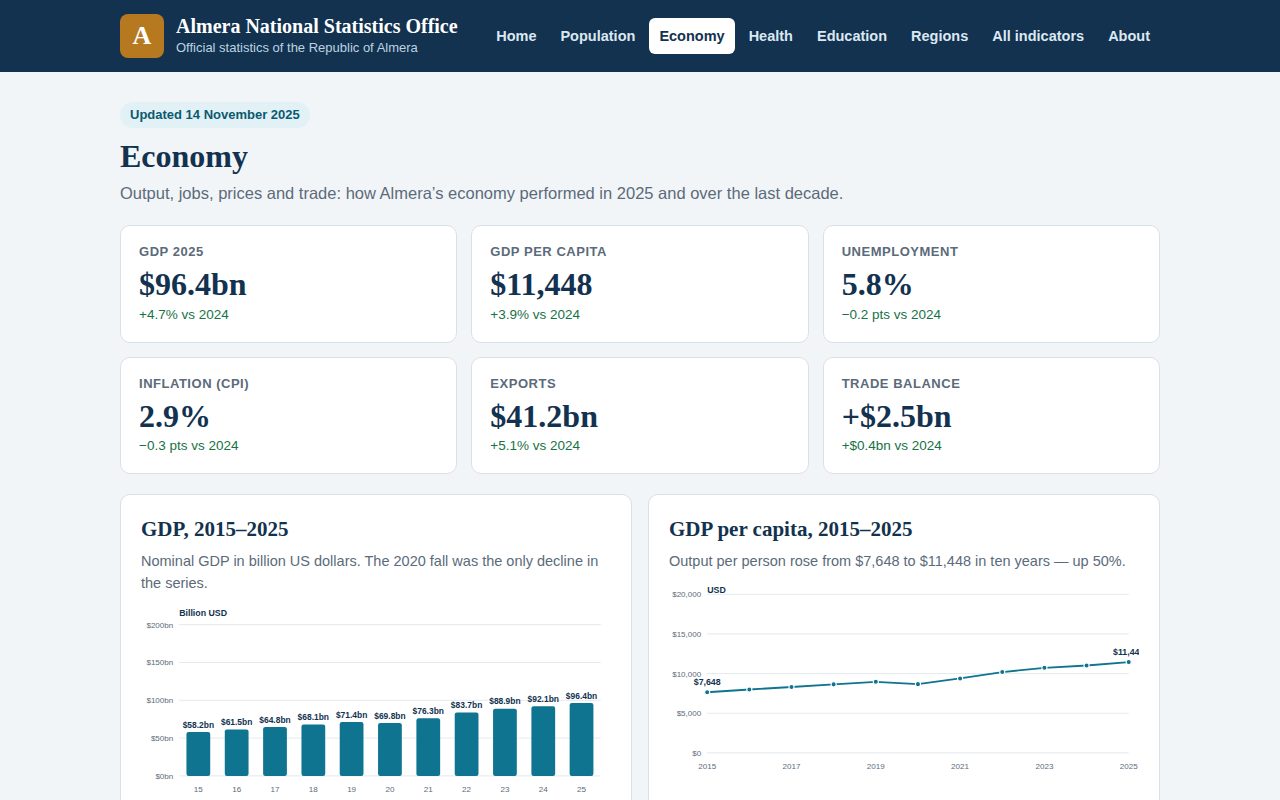 A
Almera National Statistics Office
Official statistics of the Republic of Almera
Home Population Economy Health Education Regions All indicators About
Updated 14 November 2025
Economy
Output, jobs, prices and trade: how Almera's economy performed in 2025 and over the last decade.
GDP 2025
$96.4bn
+4.7% vs 2024
GDP PER CAPITA
$11,448
+3.9% vs 2024
UNEMPLOYMENT
5.8%
−0.2 pts vs 2024
INFLATION (CPI)
2.9%
−0.3 pts vs 2024
EXPORTS
$41.2bn
+5.1% vs 2024
TRADE BALANCE
+$2.5bn
+$0.4bn vs 2024
GDP, 2015–2025
Nominal GDP in billion US dollars. The 2020 fall was the only decline in
the series.
Billion USD
$200bn
$150bn
$100bn
$50bn
$0bn
$58.2bn $61.5bn $64.8bn $68.1bn $71.4bn $69.8bn $76.3bn $83.7bn $88.9bn $92.1bn $96.4bn
15 16 17 18 19 20 21 22 23 24 25
GDP per capita, 2015–2025
Output per person rose from $7,648 to $11,448 in ten years — up 50%.
USD
$20,000
$15,000
$10,000
$5,000
$0
$7,648
$11,44
2015 2017 2019 2021 2023 2025